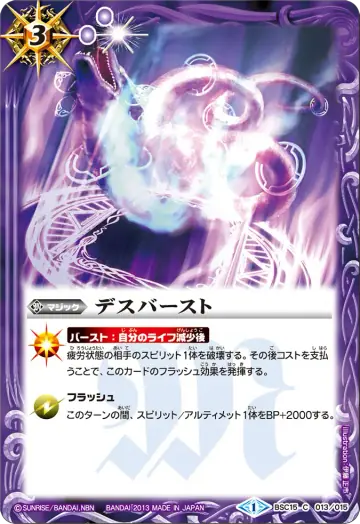 3
マジック
デスバースト
バースト：自分のライフ減少後
疲労状態の相手のスピリット1体を破壊する。その後コストを支払
うことで、このカードのフラッシュ効果を発揮する。
フラッシュ
このターンの間、スピリット/アルティメット1体をBP+2000する。
Illustration 伊藤正市
1 BSC15-C 013/015
©SUNRISE/BANDAI,NBN BANDAI 2013 MADE IN JAPAN